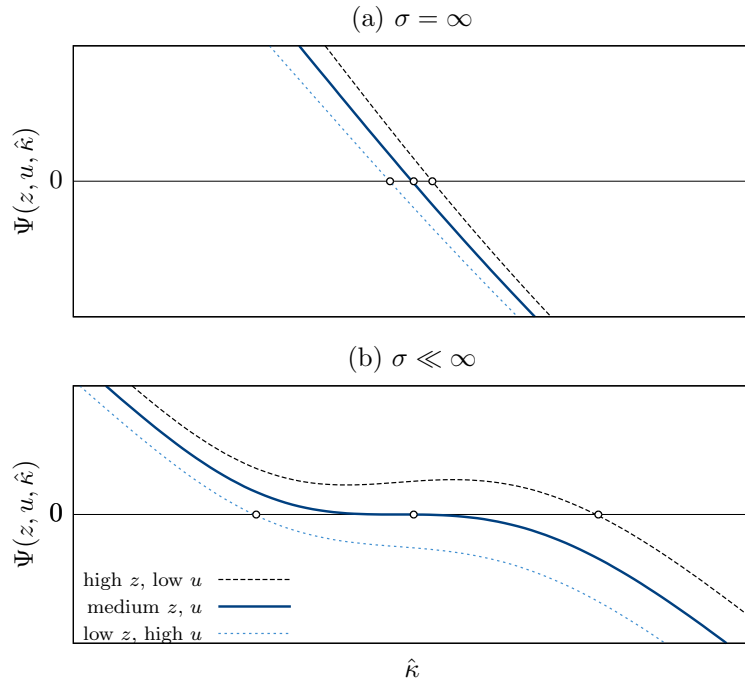 (a) σ = ∞
Ψ(z, u, κ̂)
0
(b) σ ≪ ∞
Ψ(z, u, κ̂)
0
high z, low u
medium z, u
low z, high u
κ̂